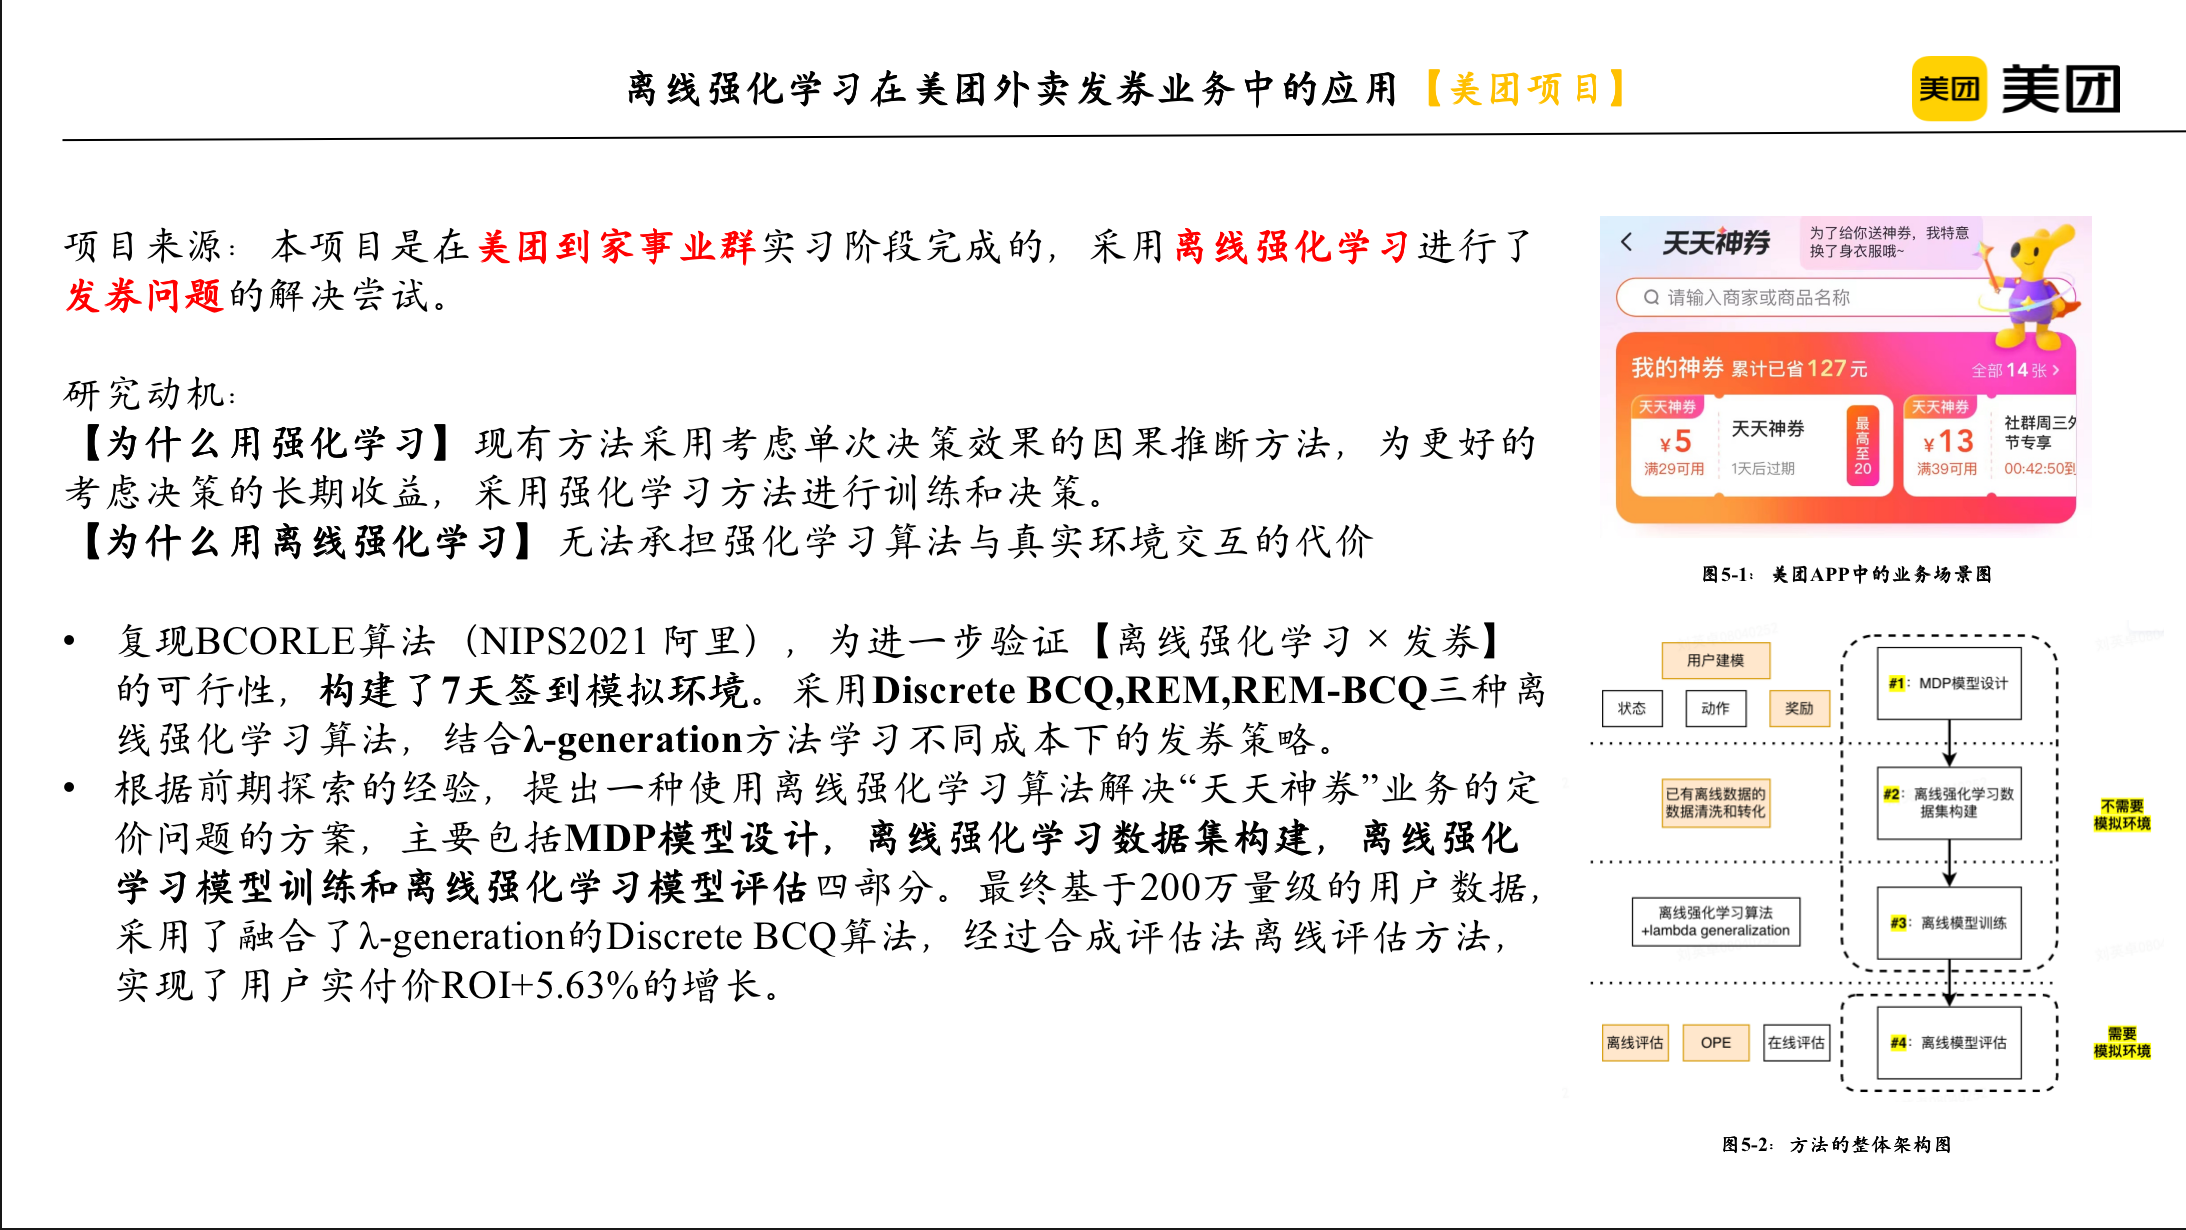 离线强化学习在美团外卖发券业务中的应用【美团项目】
美团 美团
项目来源：本项目是在美团到家事业群实习阶段完成的，采用离线强化学习进行了
发券问题的解决尝试。
研究动机：
【为什么用强化学习】现有方法采用考虑单次决策效果的因果推断方法，为更好的
考虑决策的长期收益，采用强化学习方法进行训练和决策。
【为什么用离线强化学习】无法承担强化学习算法与真实环境交互的代价
• 复现BCORLE算法（NIPS2021 阿里），为进一步验证【离线强化学习 × 发券】
的可行性，构建了7天签到模拟环境。采用Discrete BCQ,REM,REM-BCQ三种离
线强化学习算法，结合λ-generation方法学习不同成本下的发券策略。
• 根据前期探索的经验，提出一种使用离线强化学习算法解决“天天神券”业务的定
价问题的方案，主要包括MDP模型设计，离线强化学习数据集构建，离线强化
学习模型训练和离线强化学习模型评估四部分。最终基于200万量级的用户数据，
采用了融合了λ-generation的Discrete BCQ算法，经过合成评估法离线评估方法，
实现了用户实付价ROI+5.63%的增长。
天天神券
为了给你送神券，我特意
换了身衣服哦~
请输入商家或商品名称
我的神券 累计已省127元
全部14张
天天神券
¥5
满29可用
天天神券
1天后过期
最高至20
天天神券
¥13
满39可用
社群周三外
节专享
00:42:50到
图5-1：美团APP中的业务场景图
用户建模
状态
动作
奖励
#1：MDP模型设计
已有离线数据的
数据清洗和转化
#2：离线强化学习数
据集构建
不需要
模拟环境
离线强化学习算法
+lambda generalization
#3：离线模型训练
离线评估
OPE
在线评估
#4：离线模型评估
需要
模拟环境
图5-2：方法的整体架构图